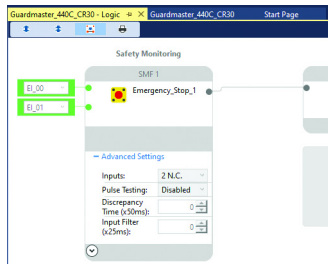 Guardmaster_440C_CR30 - Logic
Guardmaster_440C_CR30
Start Page
Safety Monitoring
SMF 1
EI_00
Emergency_Stop_1
EI_01
Advanced Settings
Inputs: 2 N.C.
Pulse Testing: Disabled
Discrepancy
Time (x50ms): 0
Input Filter
(x25ms): 0